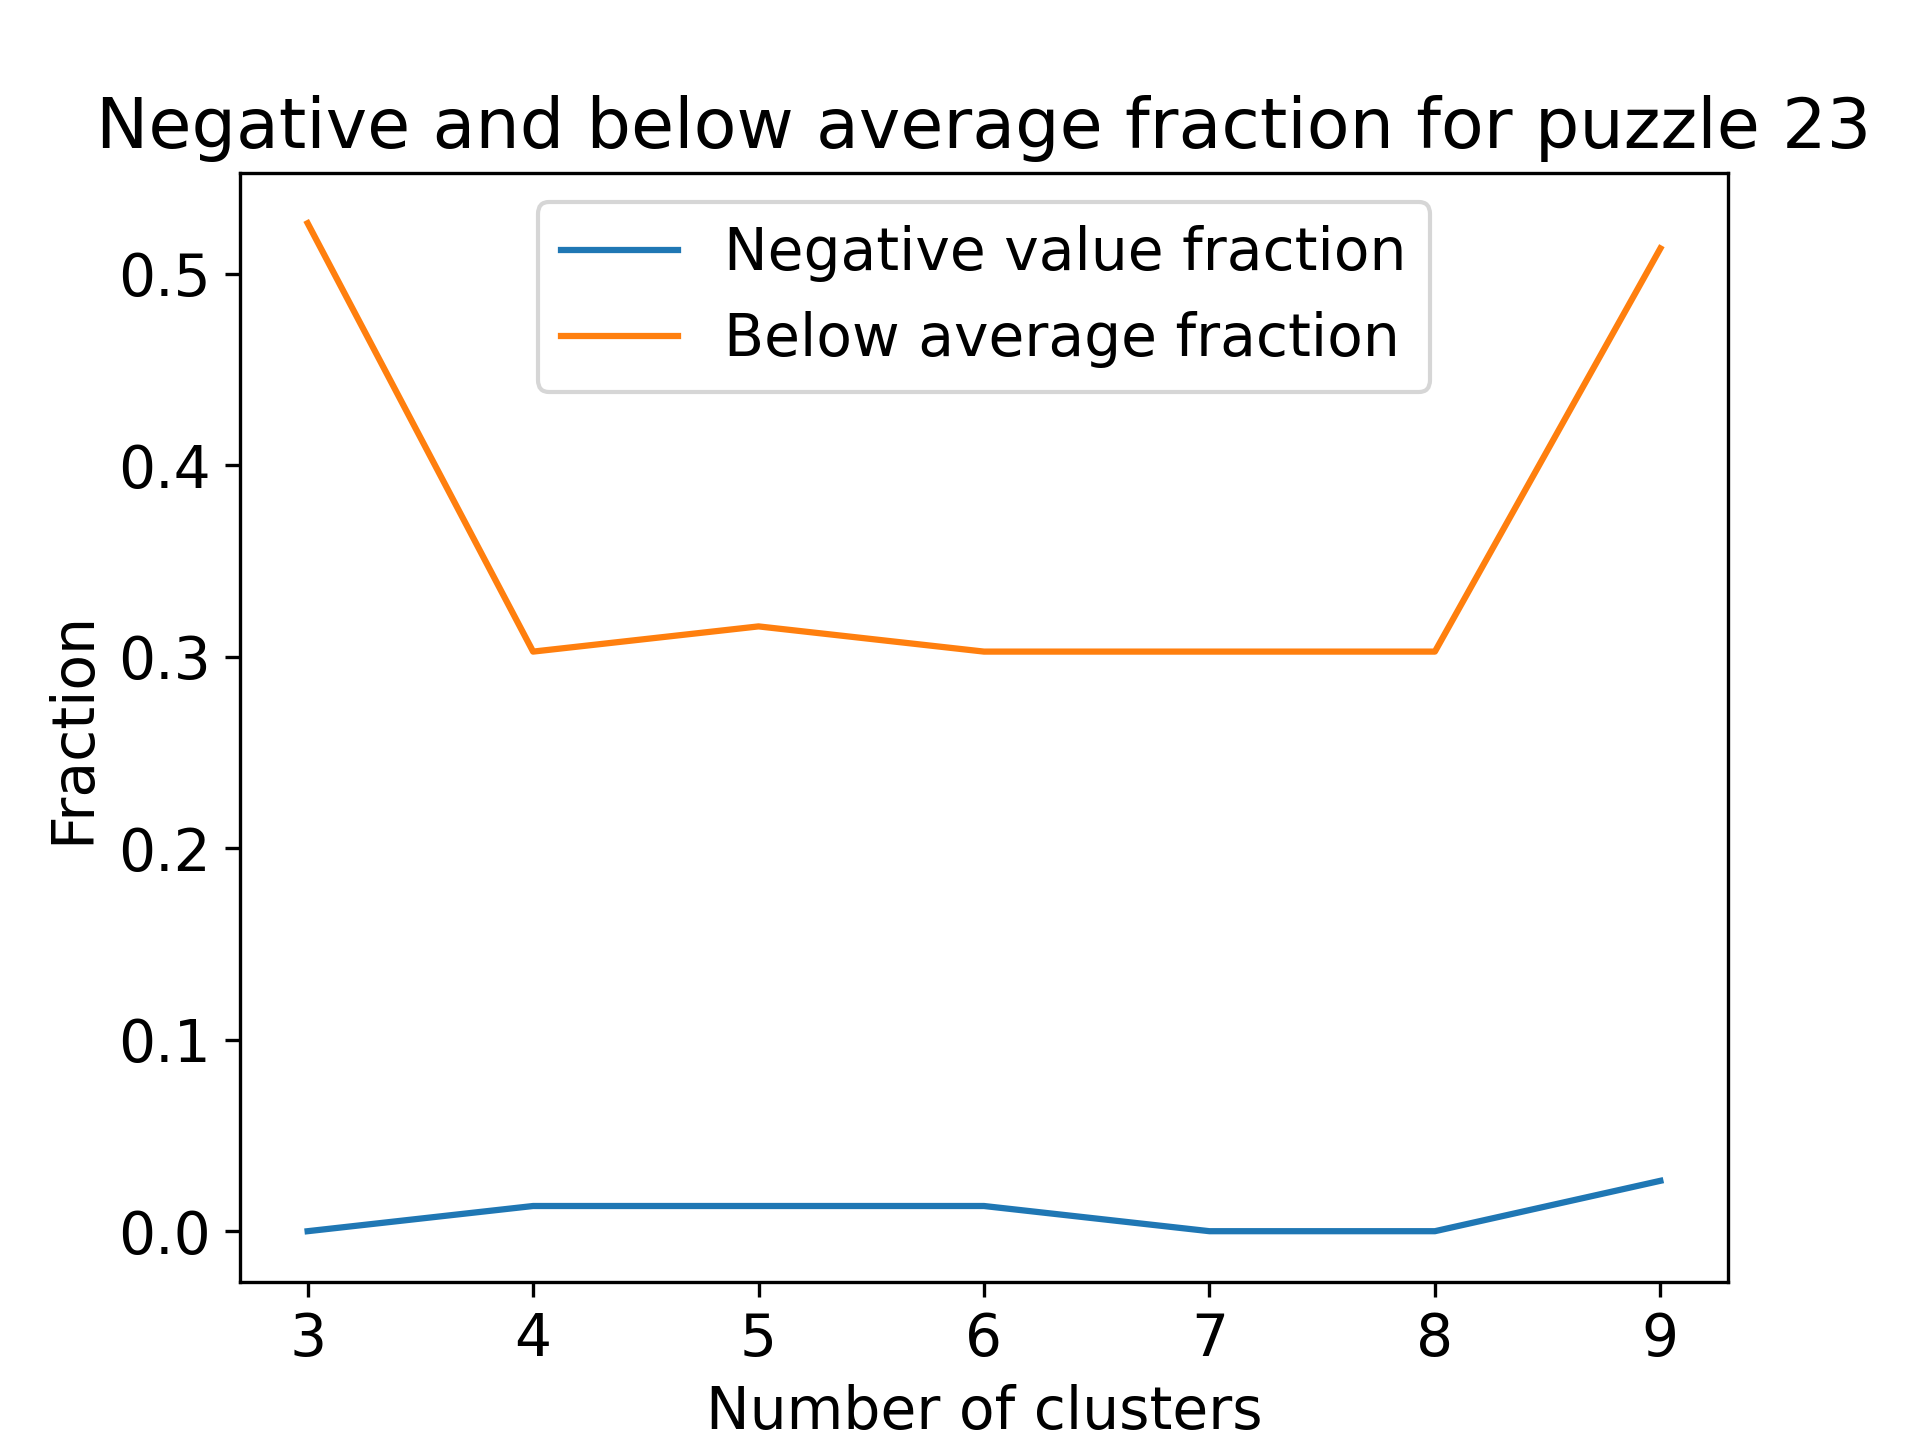 Negative and below average fraction for puzzle 23
Negative value fraction
Below average fraction
Fraction
0.5
0.4
0.3
0.2
0.1
0.0
3 4 5 6 7 8 9
Number of clusters